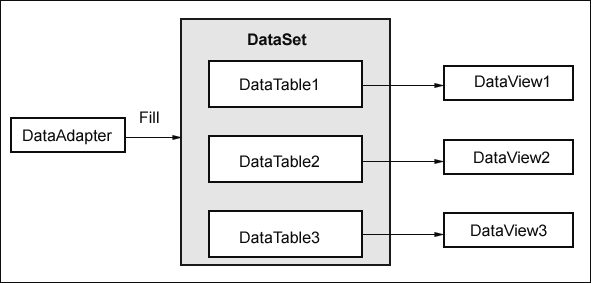 DataSet
DataTable1
DataView1
Fill
DataAdapter
DataTable2
DataView2
DataTable3
DataView3